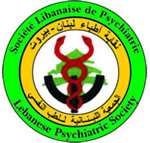 Société Libanaise de Psychiatrie
نقابة أطباء لبنان - بيروت
الجمعية اللبنانية للطب النفسي
Lebanese Psychiatric Society